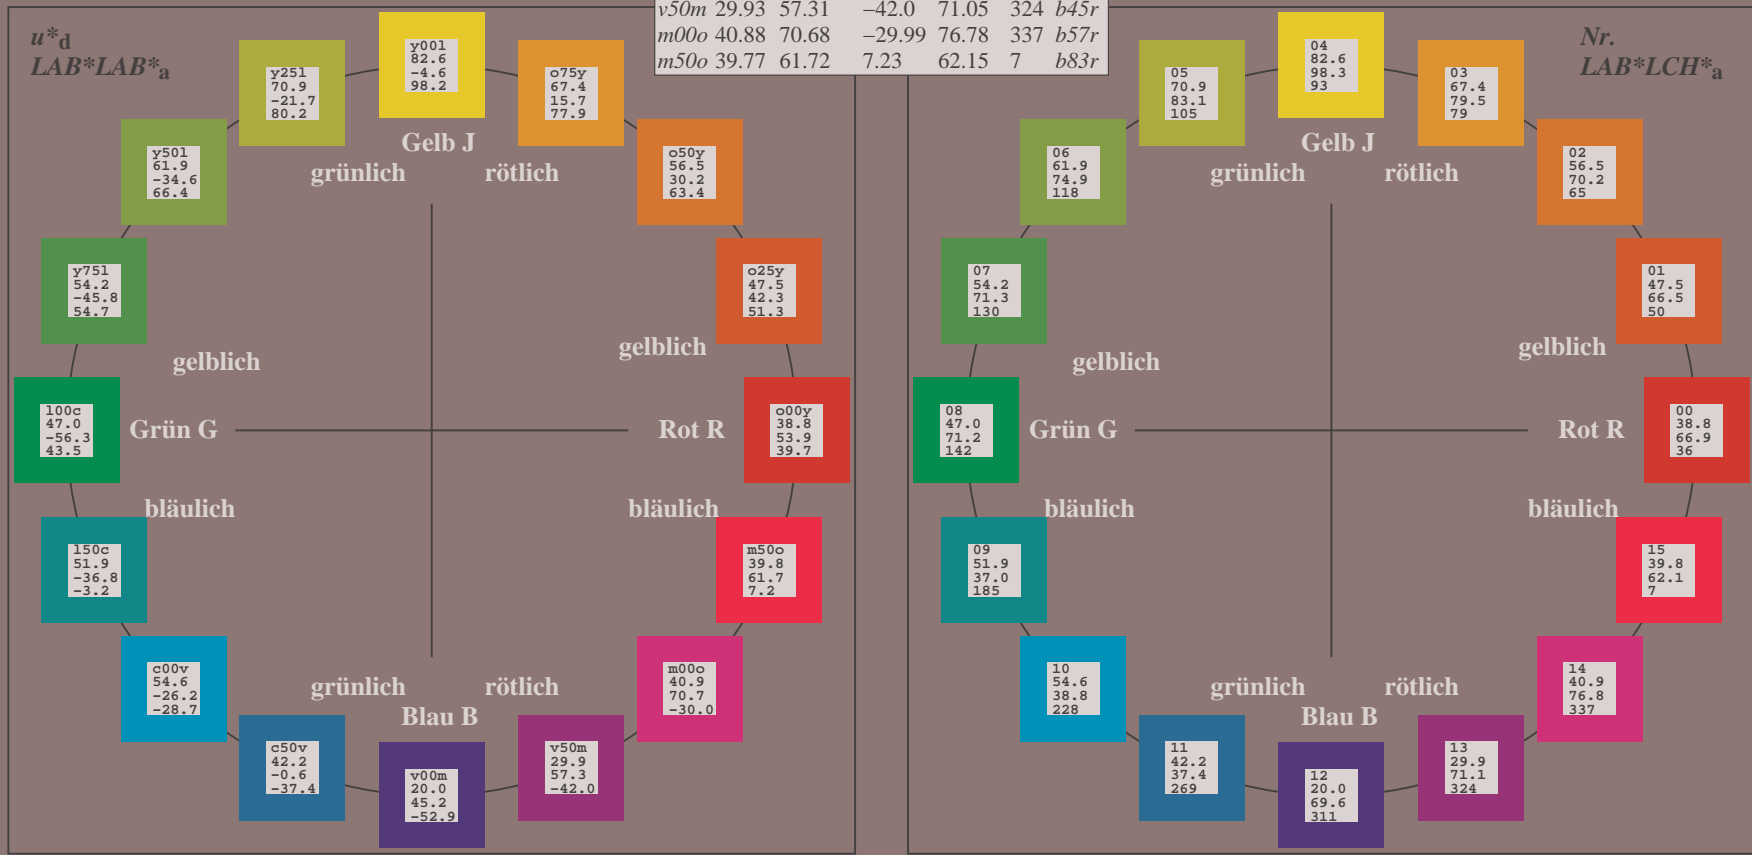 v50m 29.93 57.31 −42.0 71.05 324 b45r
m00o 40.88 70.68 −29.99 76.78 337 b57r
m50o 39.77 61.72 7.23 62.15 7 b83r
u*d
LAB*LAB*a
y00l
82.6
-4.6
98.2
y25l
70.9
-21.7
80.2
o75y
67.4
15.7
77.9
Gelb J
grünlich rötlich
y50l
61.9
-34.6
66.4
o50y
56.5
30.2
63.4
y75l
54.2
-45.8
54.7
o25y
47.5
42.3
51.3
gelblich
gelblich
l00c
47.0
-56.3
43.5
Grün G
Rot R
o00y
38.8
53.9
39.7
bläulich
bläulich
l50c
51.9
-36.8
-3.2
m50o
39.8
61.7
7.2
c00v
54.6
-26.2
-28.7
m00o
40.9
70.7
-30.0
grünlich rötlich
Blau B
c50v
42.2
-0.6
-37.4
v00m
20.0
45.2
-52.9
v50m
29.9
57.3
-42.0
Nr.
LAB*LCH*a
04
82.6
98.3
93
05
70.9
83.1
105
03
67.4
79.5
79
Gelb J
grünlich rötlich
06
61.9
74.9
118
02
56.5
70.2
65
07
54.2
71.3
130
01
47.5
66.5
50
gelblich
gelblich
08
47.0
71.2
142
Grün G
Rot R
00
38.8
66.9
36
bläulich
bläulich
09
51.9
37.0
185
15
39.8
62.1
7
10
54.6
38.8
228
14
40.9
76.8
337
grünlich rötlich
Blau B
11
42.2
37.4
269
12
20.0
69.6
311
13
29.9
71.1
324